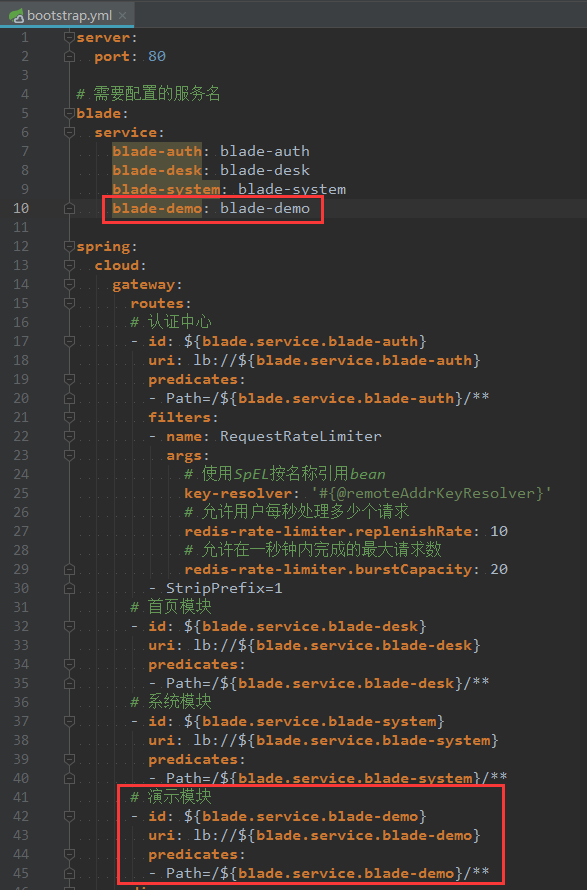 bootstrap.yml
1 server:
2 port: 80
3
4 # 需要配置的服务名
5 blade:
6 service:
7 blade-auth: blade-auth
8 blade-desk: blade-desk
9 blade-system: blade-system
10 blade-demo: blade-demo
11
12 spring:
13 cloud:
14 gateway:
15 routes:
16 # 认证中心
17 - id: ${blade.service.blade-auth}
18 uri: lb://${blade.service.blade-auth}
19 predicates:
20 - Path=/${blade.service.blade-auth}/**
21 filters:
22 - name: RequestRateLimiter
23 args:
24 # 使用SpEL按名称引用bean
25 key-resolver: '#{@remoteAddrKeyResolver}'
26 # 允许用户每秒处理多少个请求
27 redis-rate-limiter.replenishRate: 10
28 # 允许在一秒钟内完成的最大请求数
29 redis-rate-limiter.burstCapacity: 20
30 - StripPrefix=1
31 # 首页模块
32 - id: ${blade.service.blade-desk}
33 uri: lb://${blade.service.blade-desk}
34 predicates:
35 - Path=/${blade.service.blade-desk}/**
36 # 系统模块
37 - id: ${blade.service.blade-system}
38 uri: lb://${blade.service.blade-system}
39 predicates:
40 - Path=/${blade.service.blade-system}/**
41 # 演示模块
42 - id: ${blade.service.blade-demo}
43 uri: lb://${blade.service.blade-demo}
44 predicates:
45 - Path=/${blade.service.blade-demo}/**